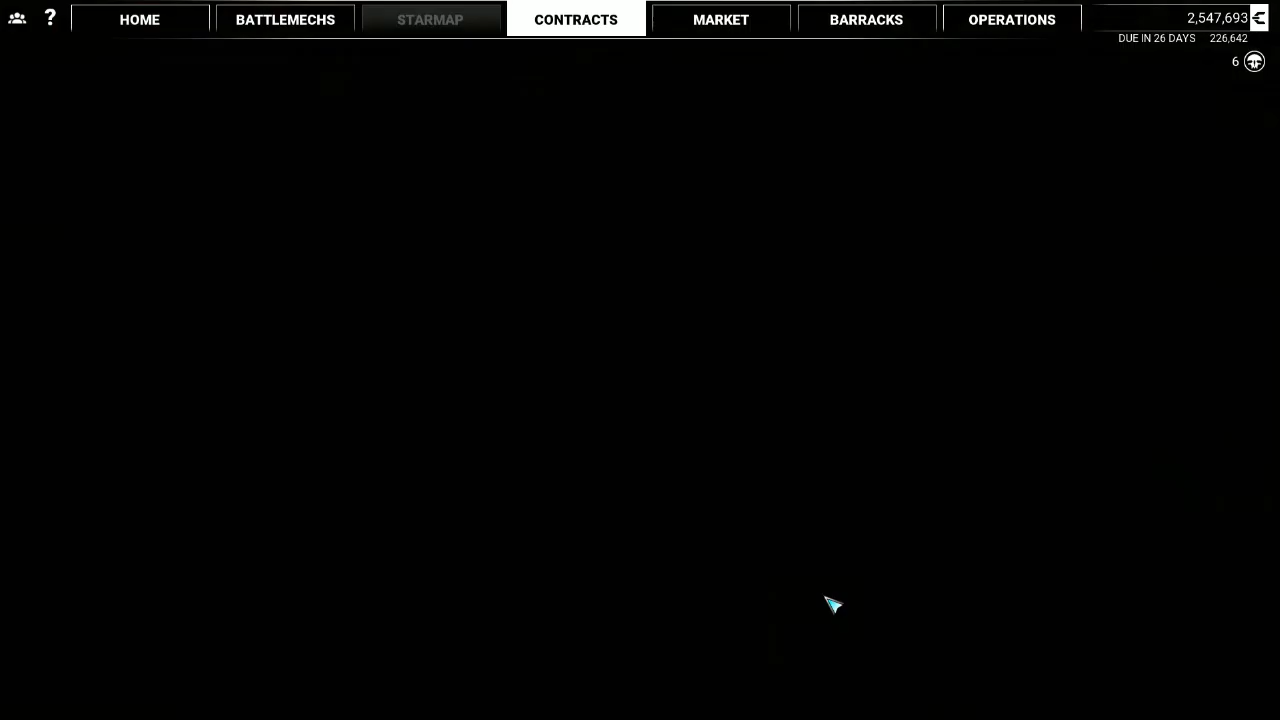 ? HOME BATTLEMECHS STARMAP CONTRACTS MARKET BARRACKS OPERATIONS 2,547,693
DUE IN 26 DAYS 226,642
6